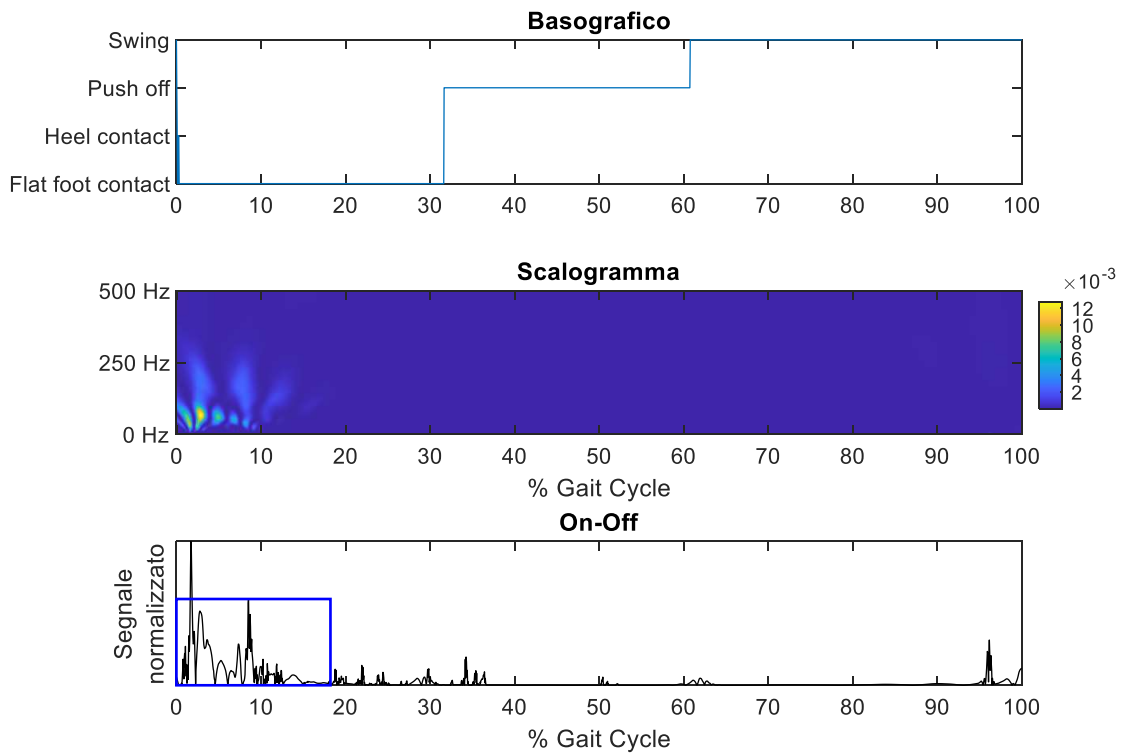 Basografico
Swing
Push off
Heel contact
Flat foot contact
0 10 20 30 40 50 60 70 80 90 100
Scalogramma
×10⁻³
500 Hz
250 Hz
0 Hz
12
10
8
6
4
2
0 10 20 30 40 50 60 70 80 90 100
% Gait Cycle
On-Off
Segnale
normalizzato
0 10 20 30 40 50 60 70 80 90 100
% Gait Cycle